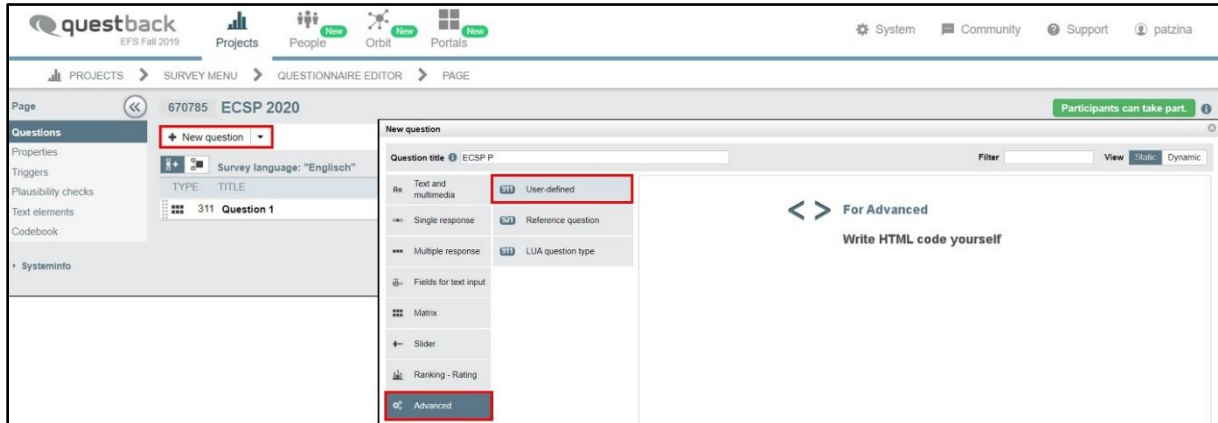 questback
EFS Fall 2019
Projects
People New
Orbit New
Portals New
System
Community
Support
patzina
PROJECTS
SURVEY MENU
QUESTIONNAIRE EDITOR
PAGE
Page
Questions
Properties
Triggers
Plausibility checks
Text elements
Codebook
Systeminfo
670785 ECSP 2020
Participants can take part.
+ New question
Survey language: "Englisch"
TYPE TITLE
311 Question 1
New question
Question title ECSP P
Filter
View Static Dynamic
Text and
multimedia
Single response
Multiple response
Fields for text input
Matrix
Slider
Ranking - Rating
Advanced
911 User-defined
Reference question
LUA question type
< > For Advanced
Write HTML code yourself